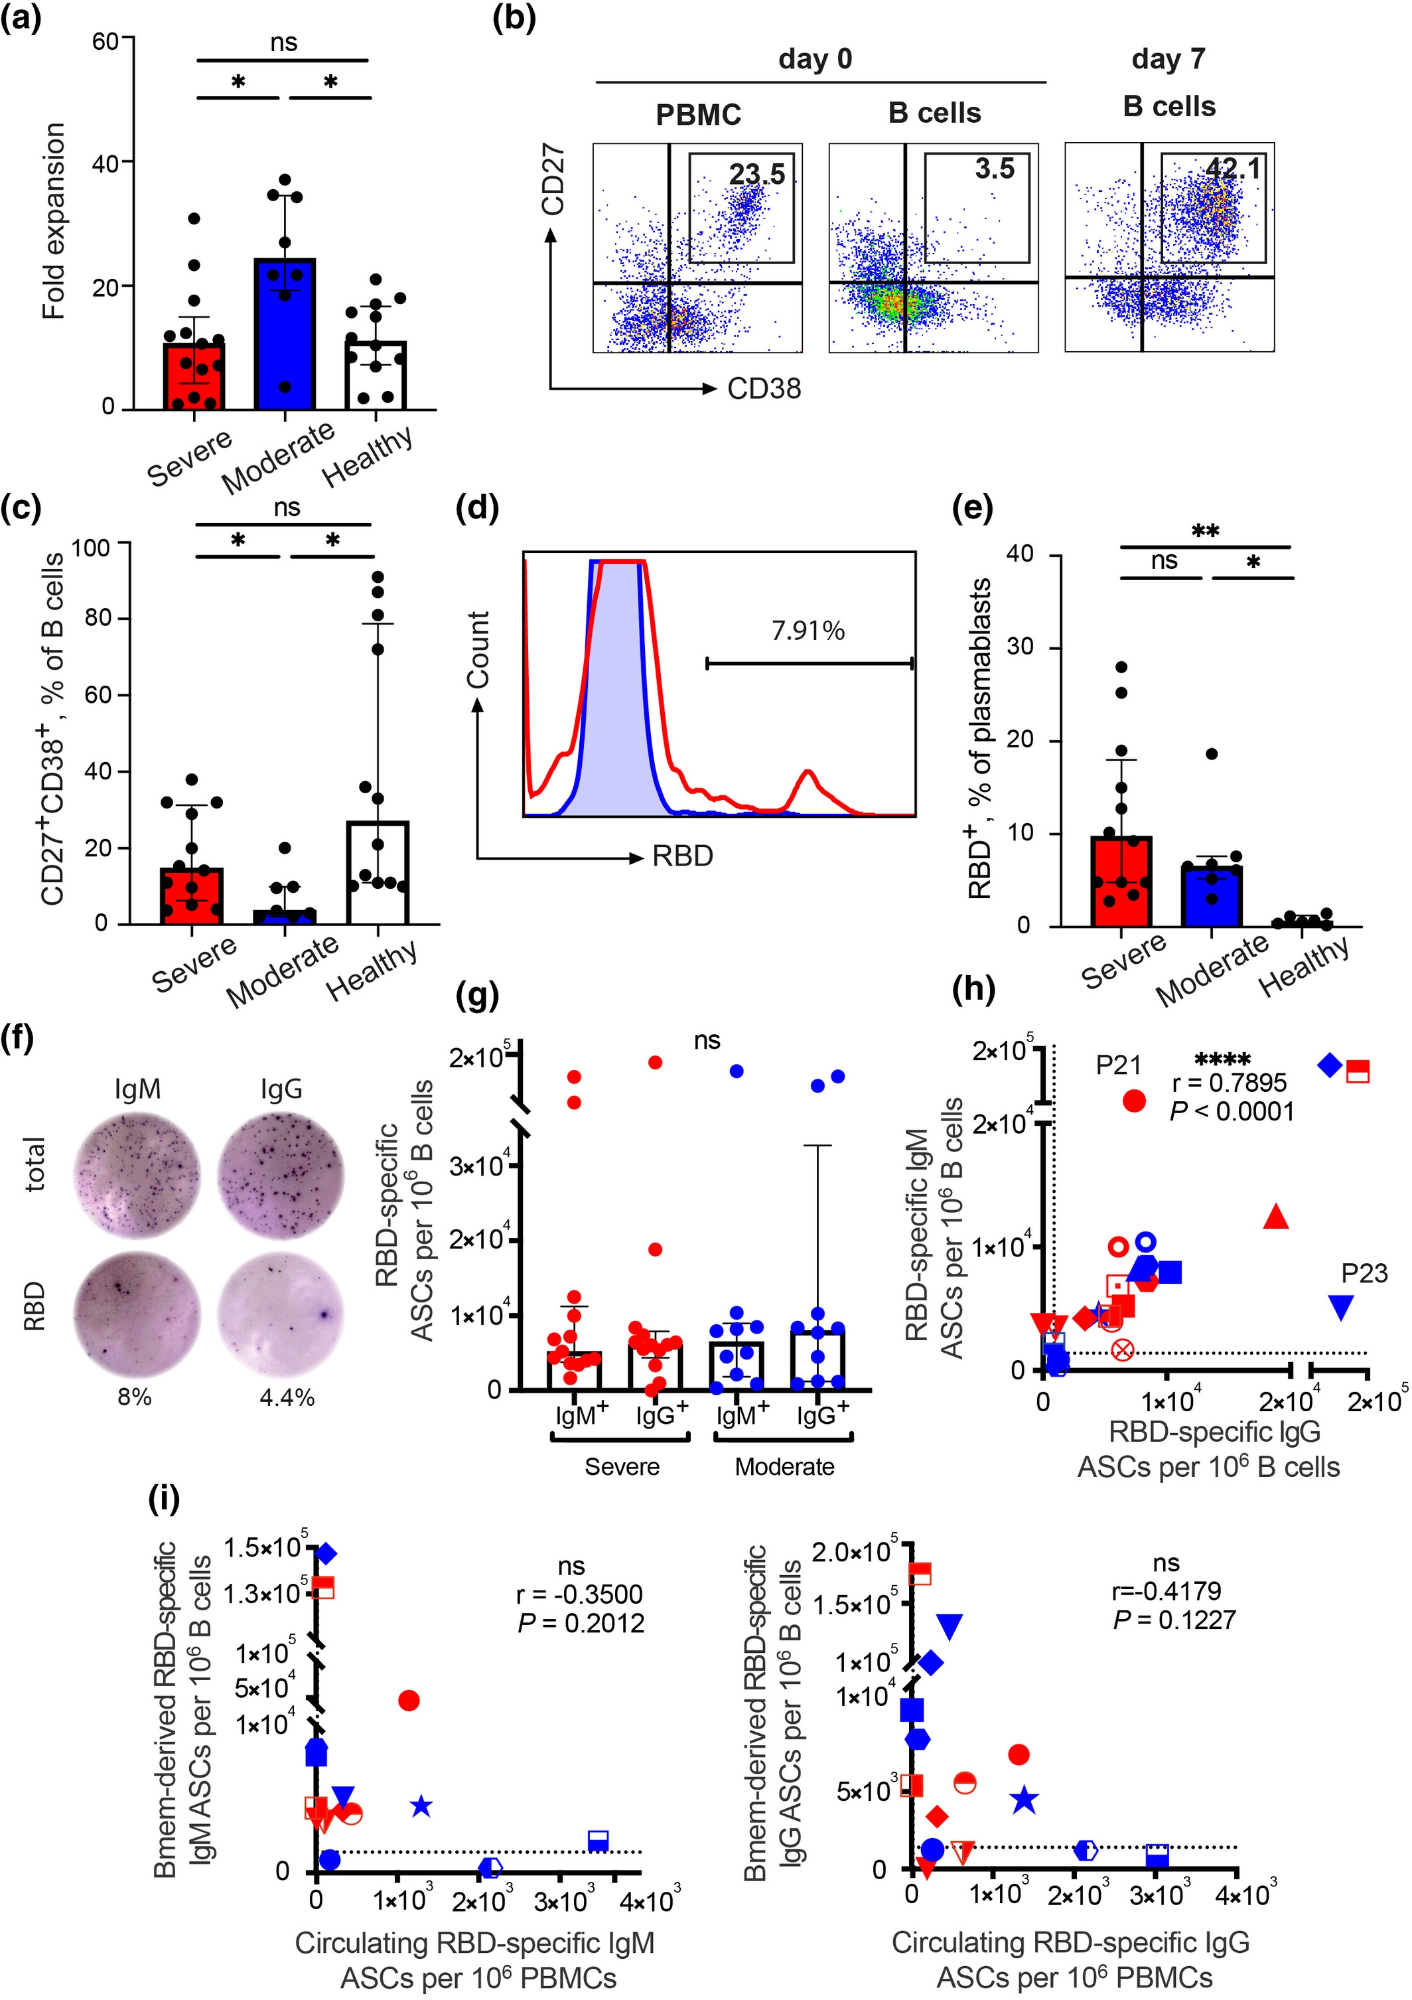 (a)
60
40
20
0
Fold expansion
ns
*
*
Severe
Moderate
Healthy
(b)
day 0
day 7
PBMC
B cells
B cells
23.5
3.5
42.1
CD27
CD38
(c)
ns
*
*
100
80
60
40
20
0
CD27+CD38+, % of B cells
Severe
Moderate
Healthy
(d)
Count
7.91%
RBD
(e)
**
ns
*
40
30
20
10
0
RBD+, % of plasmablasts
Severe
Moderate
Healthy
(f)
IgM
IgG
total
RBD
8%
4.4%
(g)
ns
2×10⁵
3×10⁴
2×10⁴
1×10⁴
0
RBD-specific
ASCs per 10⁶ B cells
IgM+
IgG+
IgM+
IgG+
Severe
Moderate
(h)
2×10⁵
2×10⁴
1×10⁴
0
RBD-specific IgM
ASCs per 10⁶ B cells
P21
****
r = 0.7895
P < 0.0001
P23
0
1×10⁴
2×10⁴
2×10⁵
RBD-specific IgG
ASCs per 10⁶ B cells
(i)
Bmem-derived RBD-specific
IgM ASCs per 10⁶ B cells
1.5×10⁵
1.3×10⁵
1×10⁵
5×10⁴
1×10⁴
0
ns
r = -0.3500
P = 0.2012
0
1×10³
2×10³
3×10³
4×10³
Circulating RBD-specific IgM
ASCs per 10⁶ PBMCs
Bmem-derived RBD-specific
IgG ASCs per 10⁶ B cells
2.0×10⁵
1.5×10⁵
1×10⁵
1×10⁴
5×10³
0
ns
r=-0.4179
P = 0.1227
0
1×10³
2×10³
3×10³
4×10³
Circulating RBD-specific IgG
ASCs per 10⁶ PBMCs